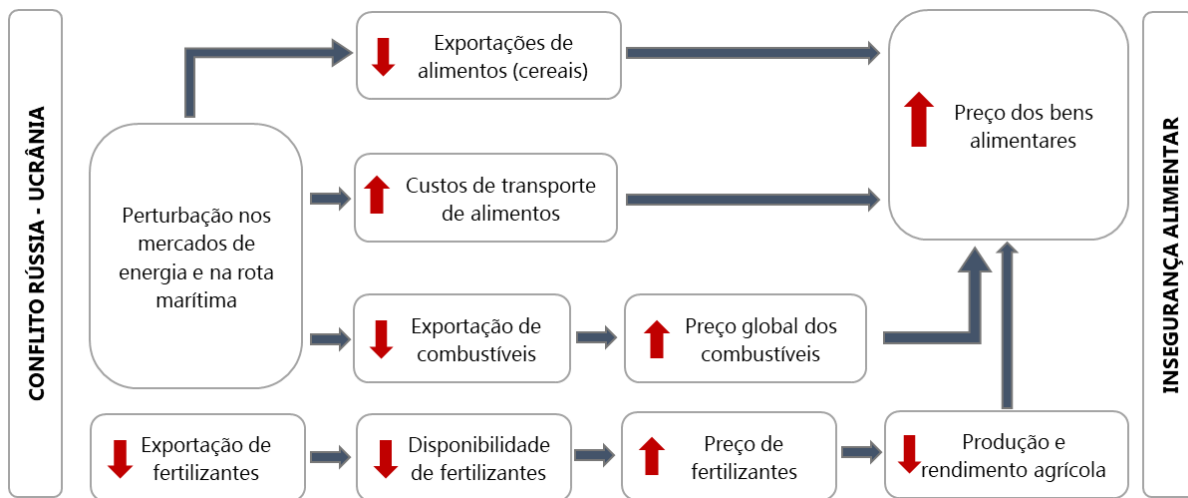 CONFLITO RÚSSIA - UCRÂNIA
Exportações de
alimentos (cereais)
Preço dos bens
alimentares
Custos de transporte
de alimentos
Perturbação nos
mercados de
energia e na rota
marítima
Exportação de
combustíveis
Preço global dos
combustíveis
Exportação de
fertilizantes
Disponibilidade
de fertilizantes
Preço de
fertilizantes
Produção e
rendimento agrícola
INSEGURANÇA ALIMENTAR